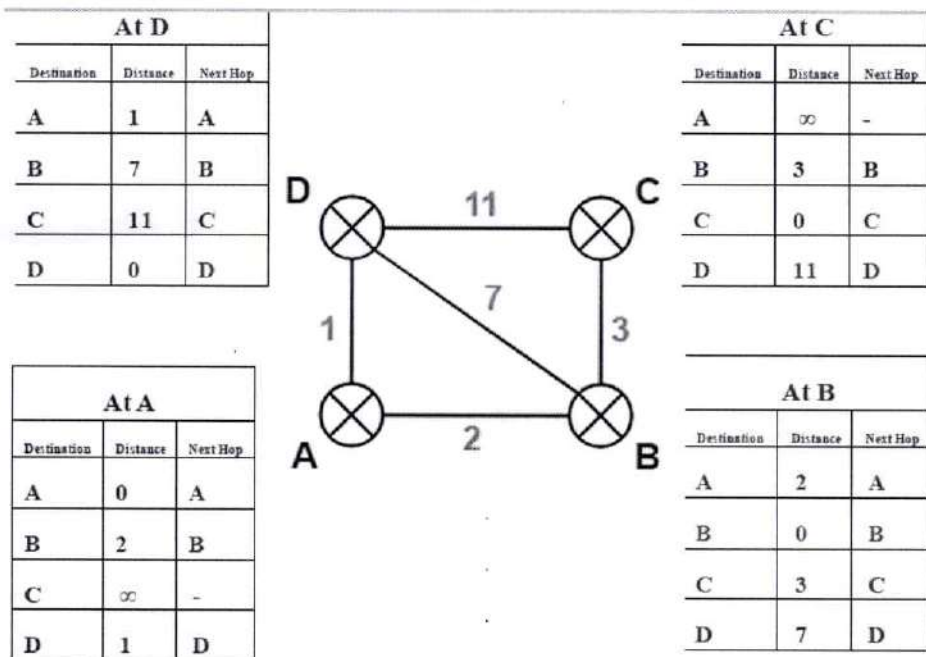 At D
Destination Distance Next Hop
A 1 A
B 7 B
C 11 C
D 0 D
At C
Destination Distance Next Hop
A ∞ -
B 3 B
C 0 C
D 11 D
D 11 C
7
1 3
A 2 B
At A
Destination Distance Next Hop
A 0 A
B 2 B
C ∞ -
D 1 D
At B
Destination Distance Next Hop
A 2 A
B 0 B
C 3 C
D 7 D